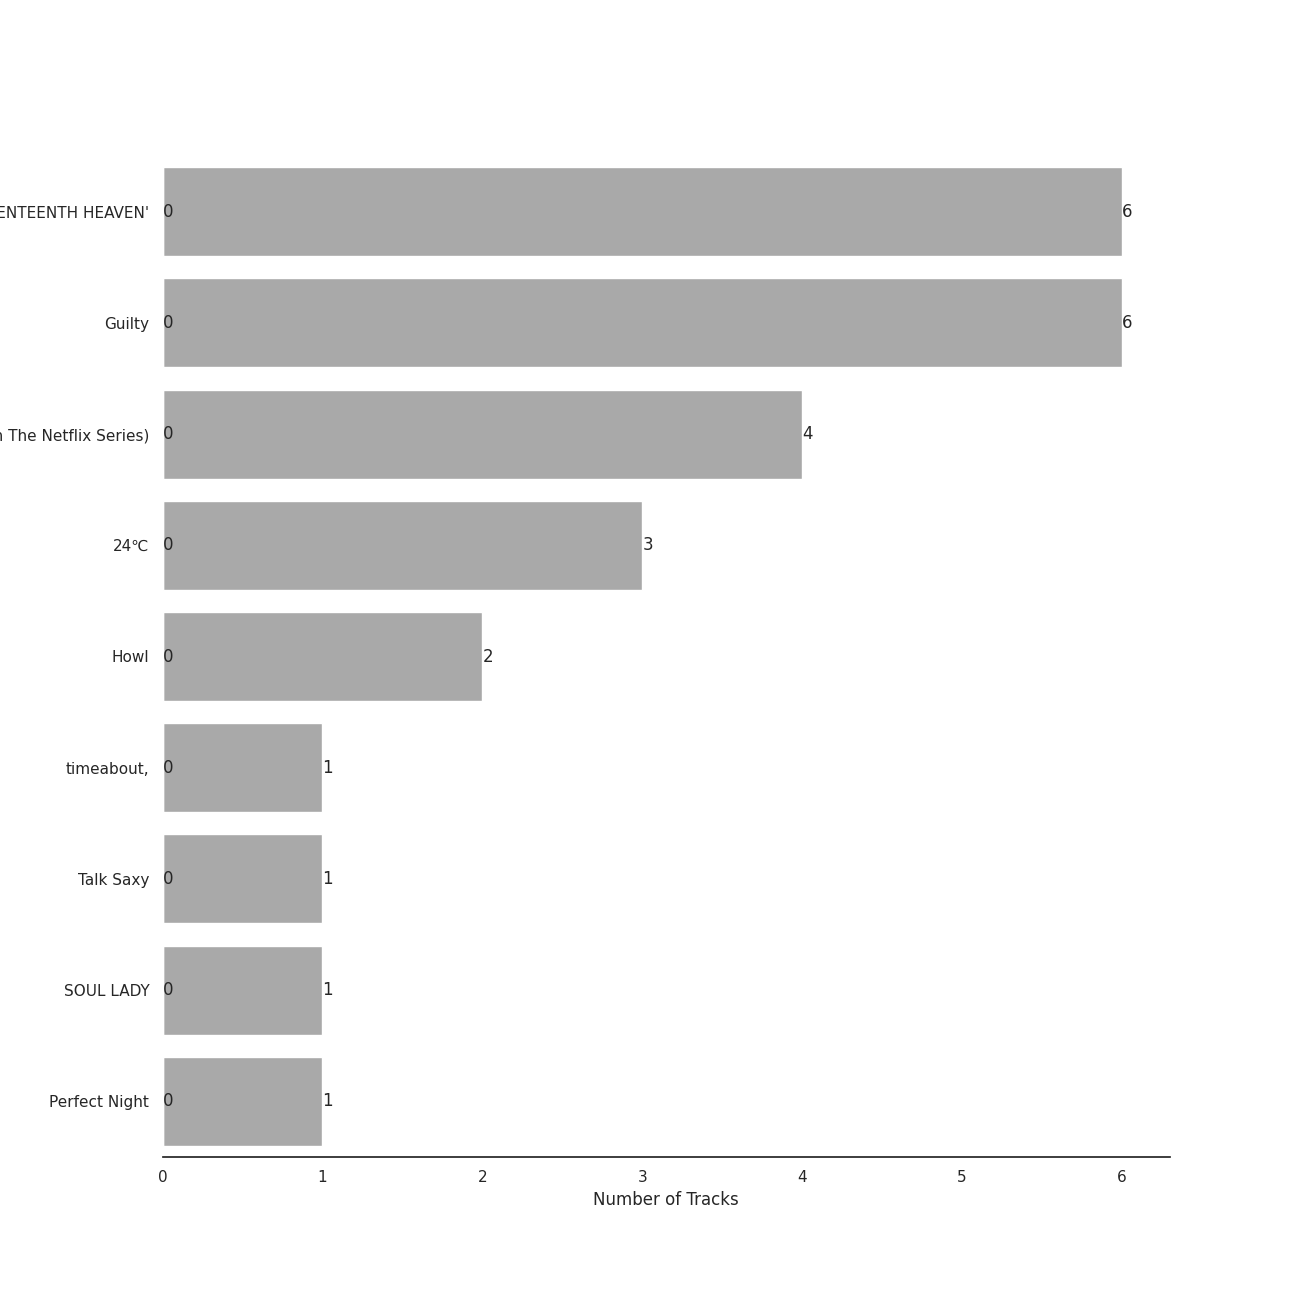 ENTEENTH HEAVEN' 0 6
Guilty 0 6
The Netflix Series) 0 4
24℃ 0 3
Howl 0 2
timeabout, 0 1
Talk Saxy 0 1
SOUL LADY 0 1
Perfect Night 0 1
0 1 2 3 4 5 6
Number of Tracks